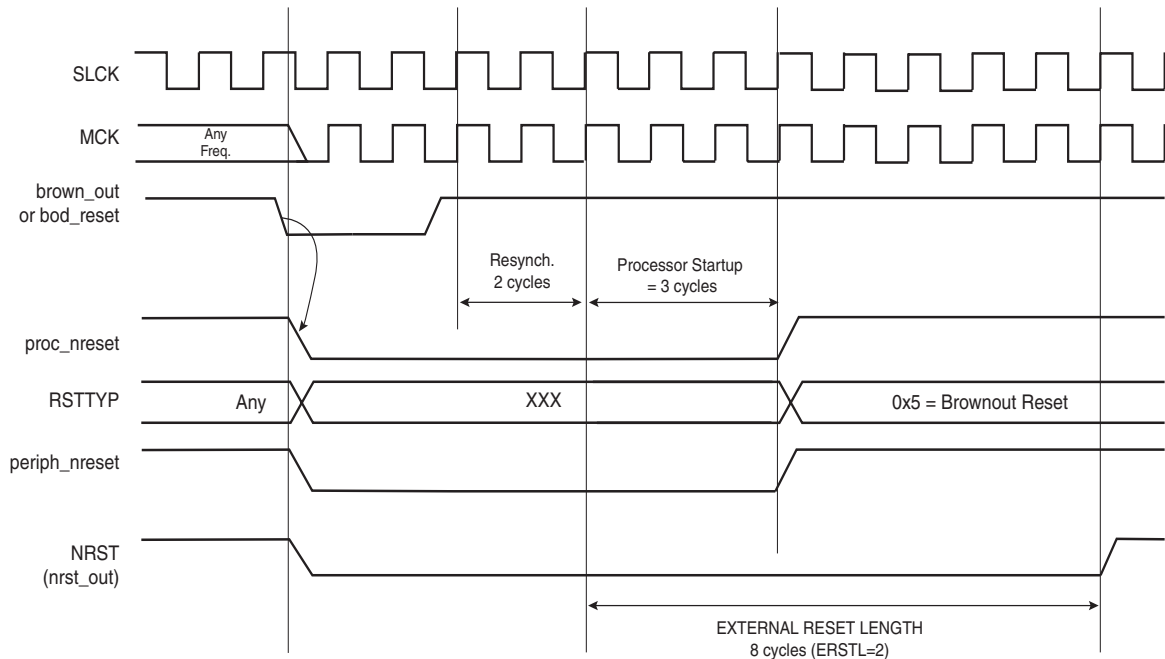 SLCK
MCK
Any
Freq.
brown_out
or bod_reset
Resynch.
2 cycles
Processor Startup
= 3 cycles
proc_nreset
RSTTYP
Any
XXX
0x5 = Brownout Reset
periph_nreset
NRST
(nrst_out)
EXTERNAL RESET LENGTH
8 cycles (ERSTL=2)